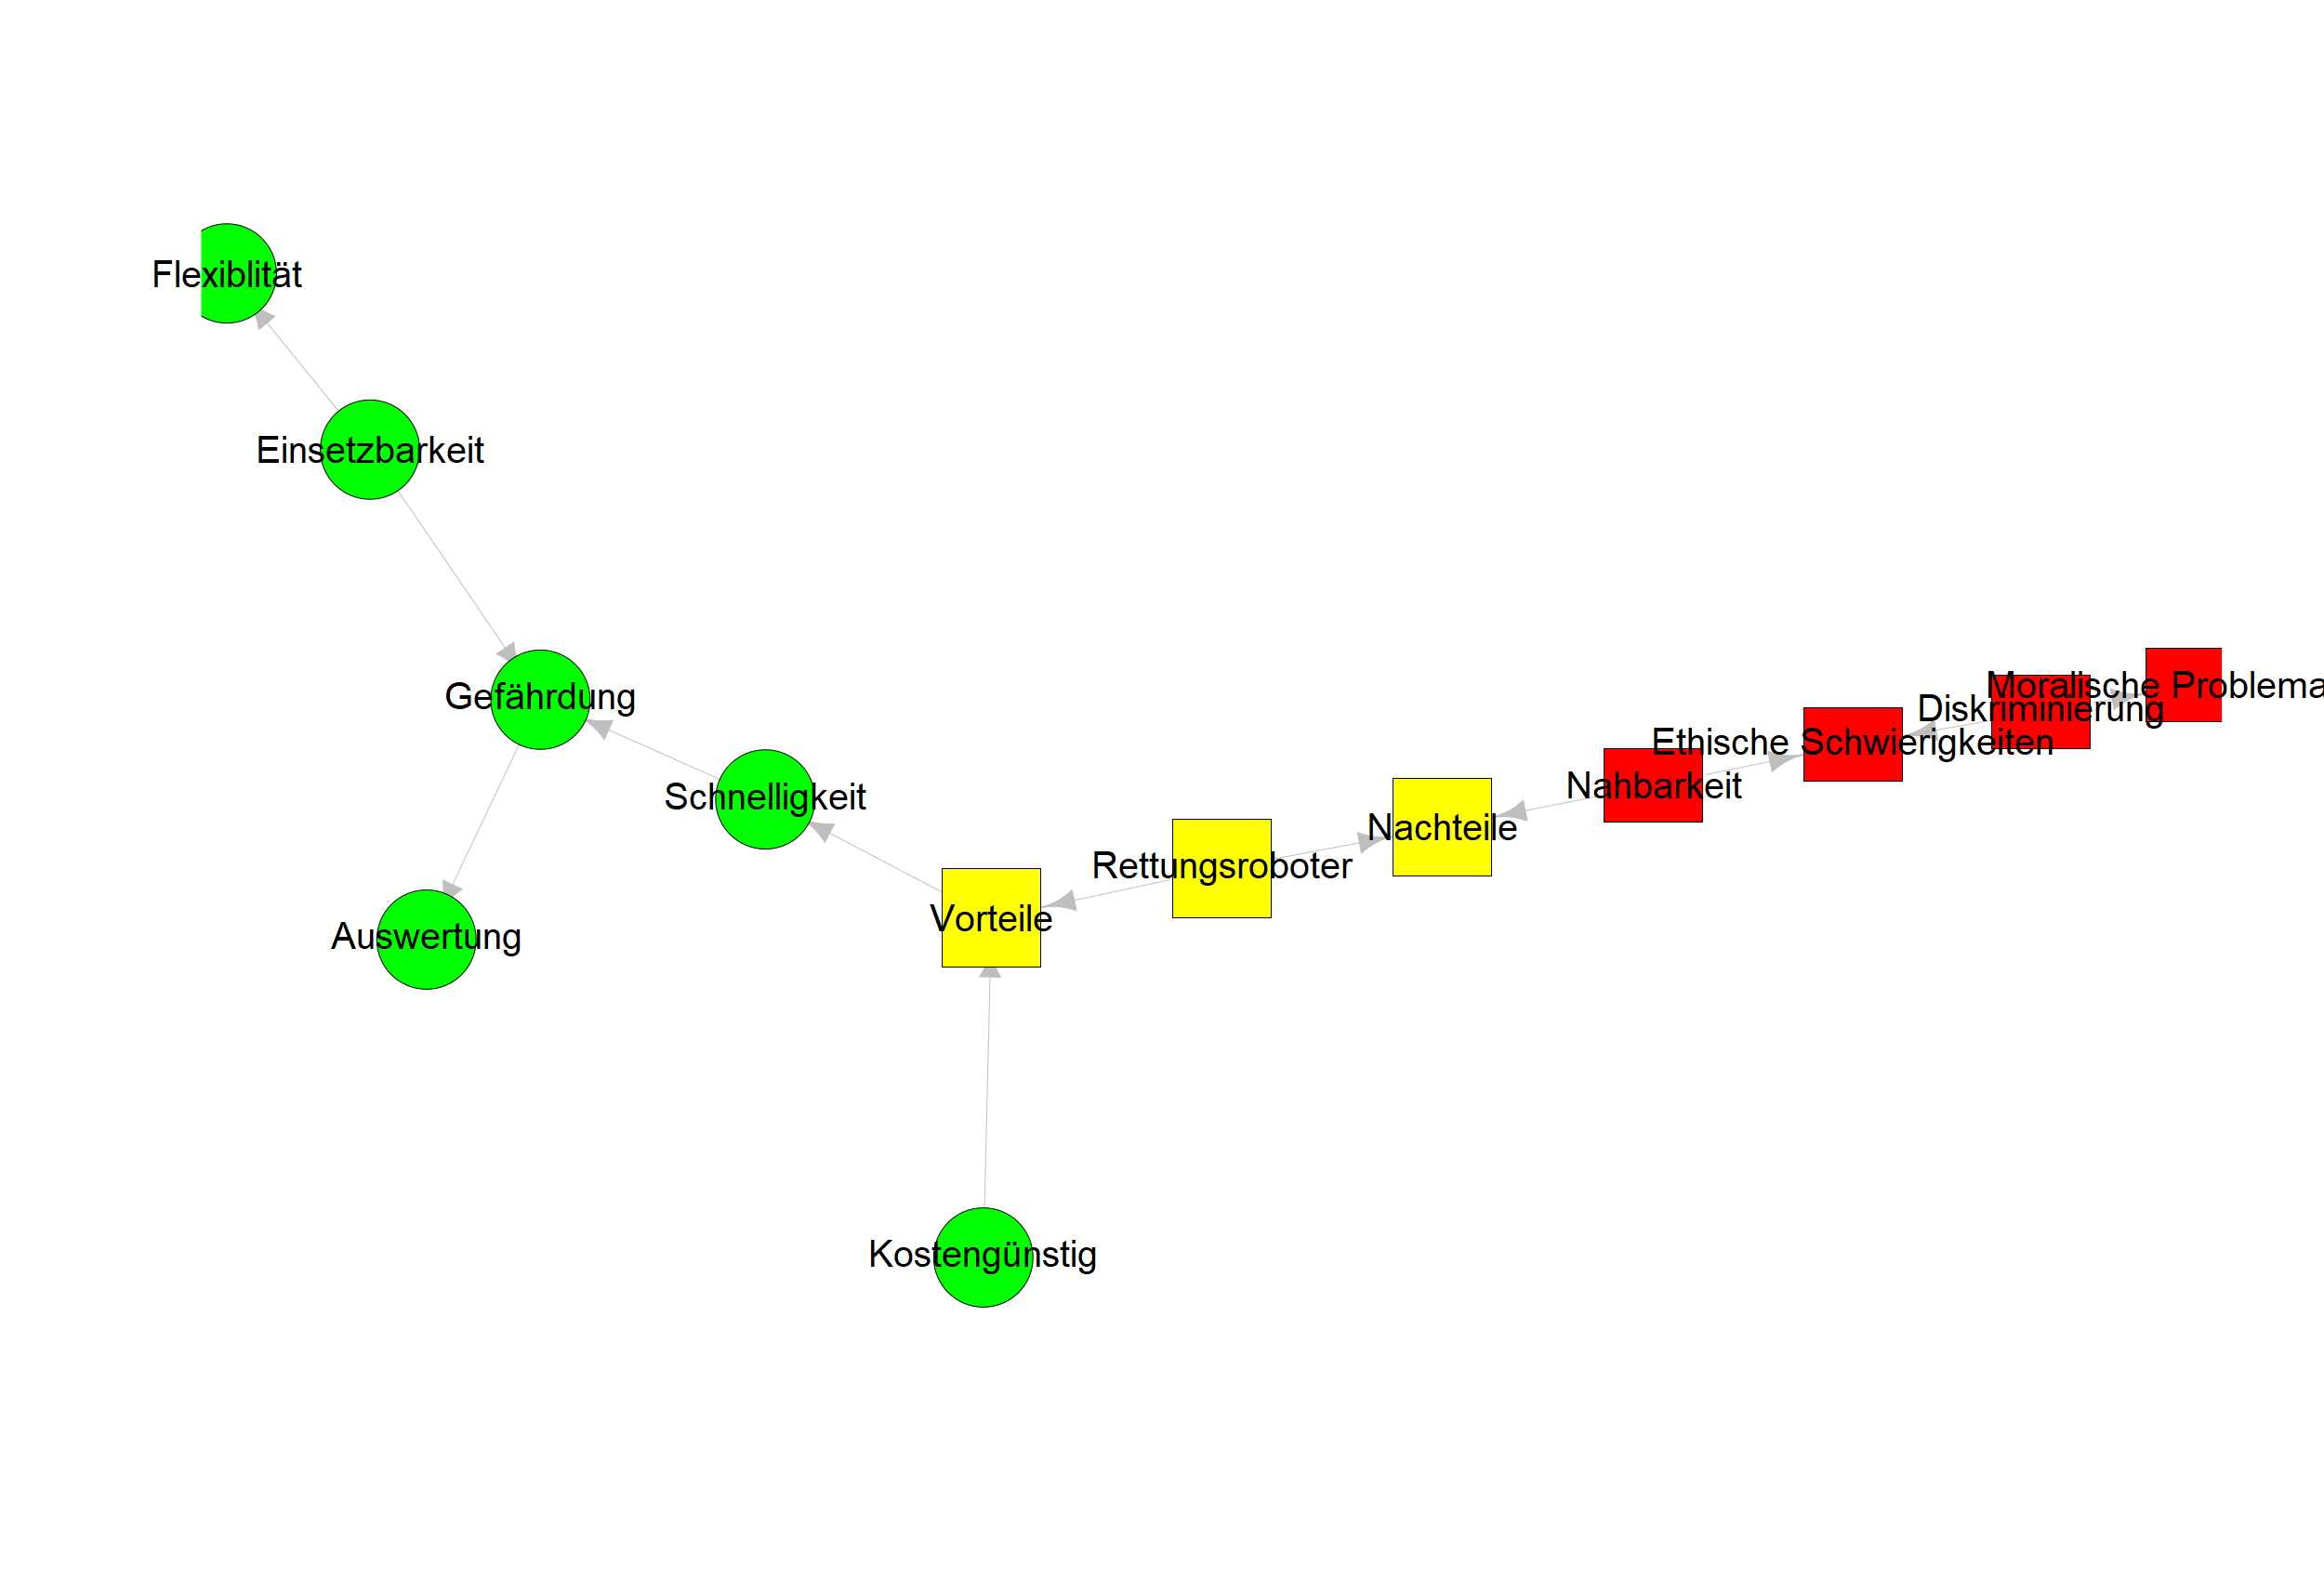 Flexiblität
Einsetzbarkeit
Gefährdung
Moralische Problema
Diskriminierung
Ethische Schwierigkeiten
Nahbarkeit
Schnelligkeit
Nachteile
Rettungsroboter
Vorteile
Auswertung
Kostengünstig